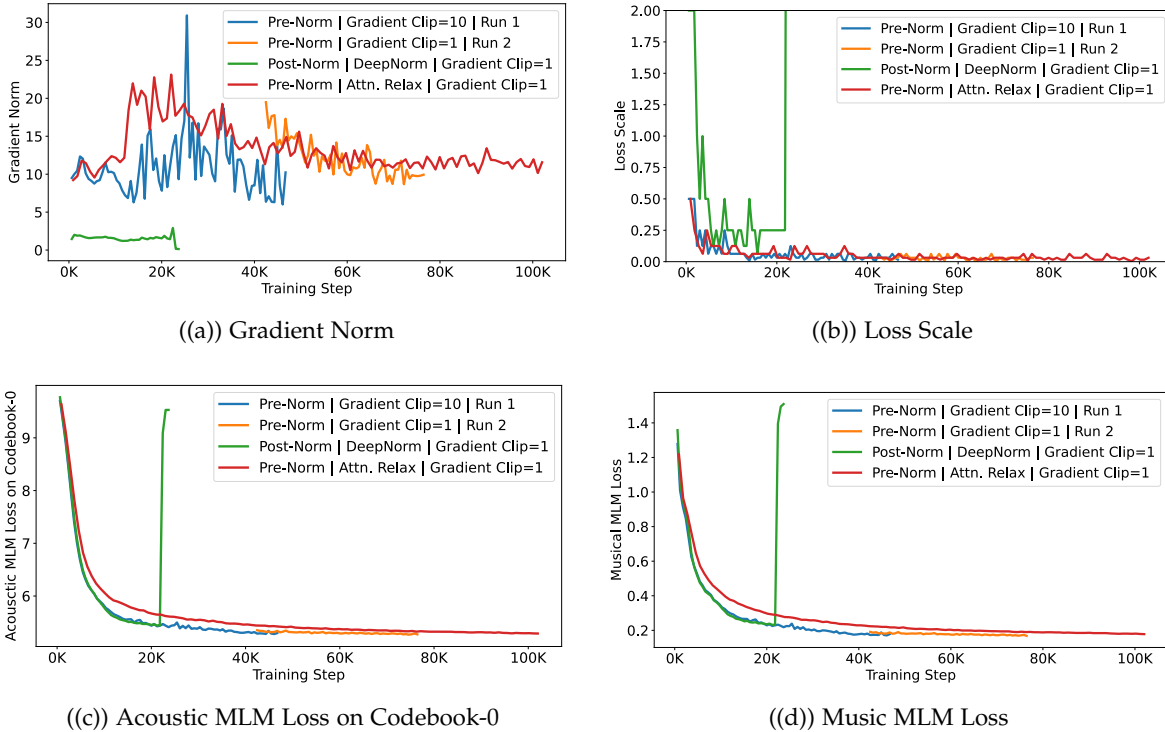 30
25
20
15
10
5
0
Gradient Norm
Pre-Norm | Gradient Clip=10 | Run 1
Pre-Norm | Gradient Clip=1 | Run 2
Post-Norm | DeepNorm | Gradient Clip=1
Pre-Norm | Attn. Relax | Gradient Clip=1
0K 20K 40K 60K 80K 100K
Training Step
((a)) Gradient Norm
2.00
1.75
1.50
1.25
1.00
0.75
0.50
0.25
0.00
Loss Scale
Pre-Norm | Gradient Clip=10 | Run 1
Pre-Norm | Gradient Clip=1 | Run 2
Post-Norm | DeepNorm | Gradient Clip=1
Pre-Norm | Attn. Relax | Gradient Clip=1
0K 20K 40K 60K 80K 100K
Training Step
((b)) Loss Scale
9
8
7
6
Acousctic MLM Loss on Codebook-0
Pre-Norm | Gradient Clip=10 | Run 1
Pre-Norm | Gradient Clip=1 | Run 2
Post-Norm | DeepNorm | Gradient Clip=1
Pre-Norm | Attn. Relax | Gradient Clip=1
0K 20K 40K 60K 80K 100K
Training Step
((c)) Acoustic MLM Loss on Codebook-0
1.4
1.2
1.0
0.8
0.6
0.4
0.2
Musical MLM Loss
Pre-Norm | Gradient Clip=10 | Run 1
Pre-Norm | Gradient Clip=1 | Run 2
Post-Norm | DeepNorm | Gradient Clip=1
Pre-Norm | Attn. Relax | Gradient Clip=1
0K 20K 40K 60K 80K 100K
Training Step
((d)) Music MLM Loss